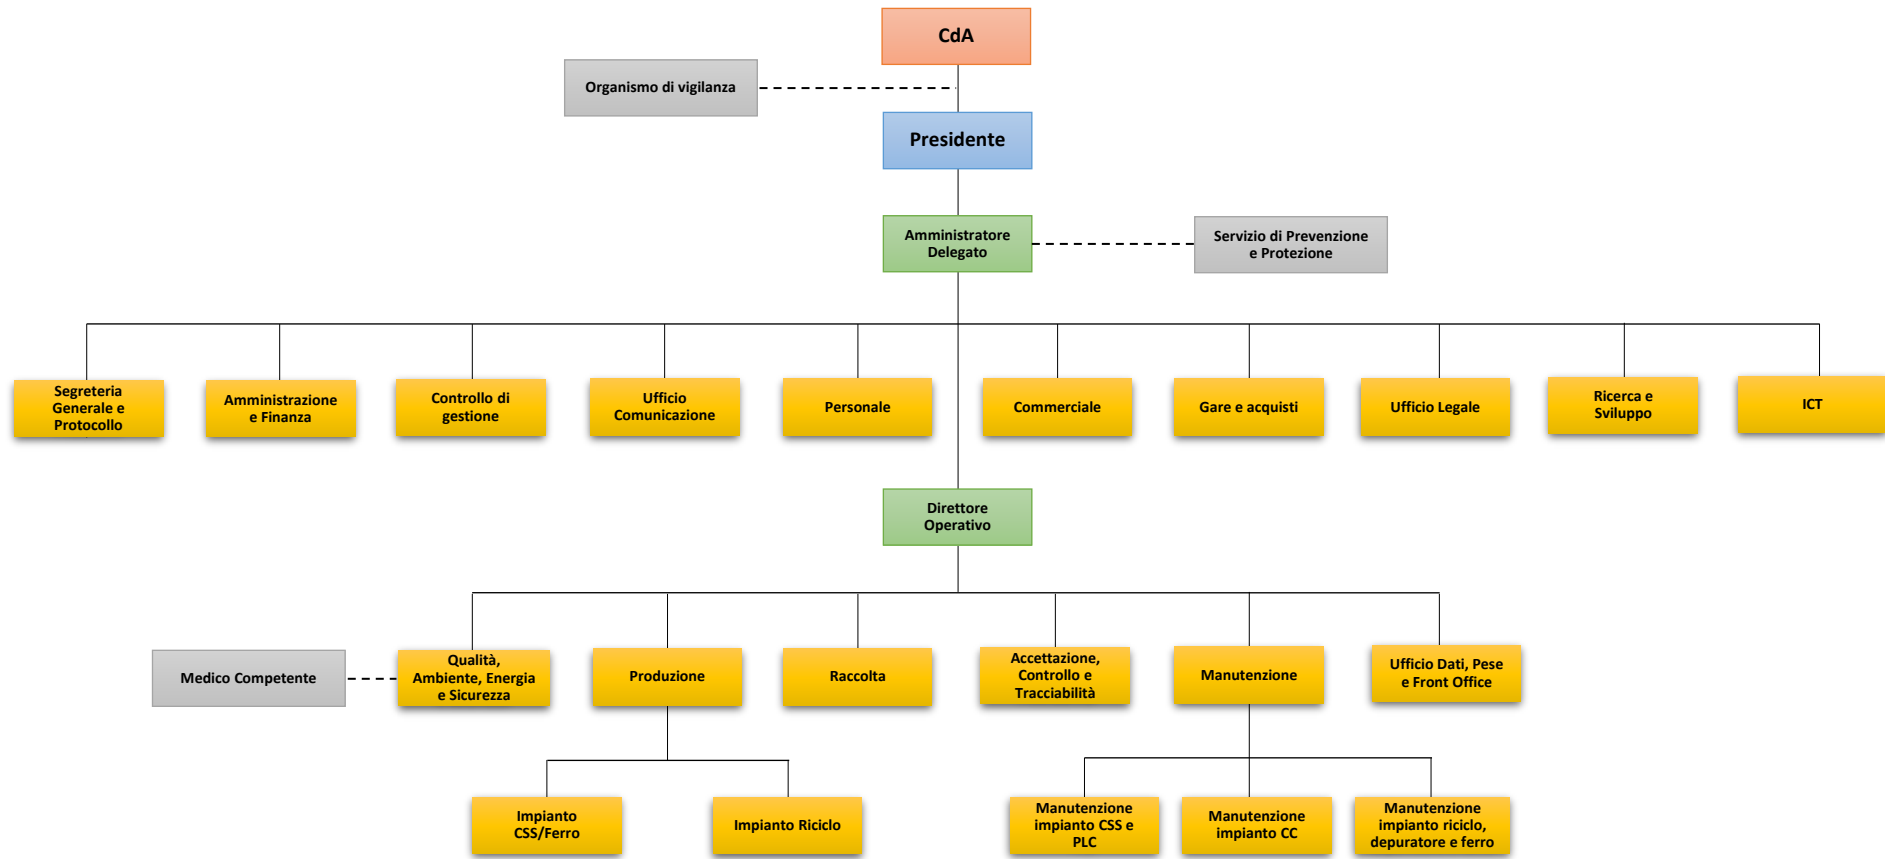 CdA
Organismo di vigilanza
Presidente
Amministratore
Delegato
Servizio di Prevenzione
e Protezione
Segreteria
Generale e
Protocollo
Amministrazione
e Finanza
Controllo di
gestione
Ufficio
Comunicazione
Personale
Commerciale
Gare e acquisti
Ufficio Legale
Ricerca e
Sviluppo
ICT
Direttore
Operativo
Medico Competente
Qualità,
Ambiente, Energia
e Sicurezza
Produzione
Raccolta
Accettazione,
Controllo e
Tracciabilità
Manutenzione
Ufficio Dati, Pese
e Front Office
Impianto
CSS/Ferro
Impianto Riciclo
Manutenzione
impianto CSS e
PLC
Manutenzione
impianto CC
Manutenzione
impianto riciclo,
depuratore e ferro